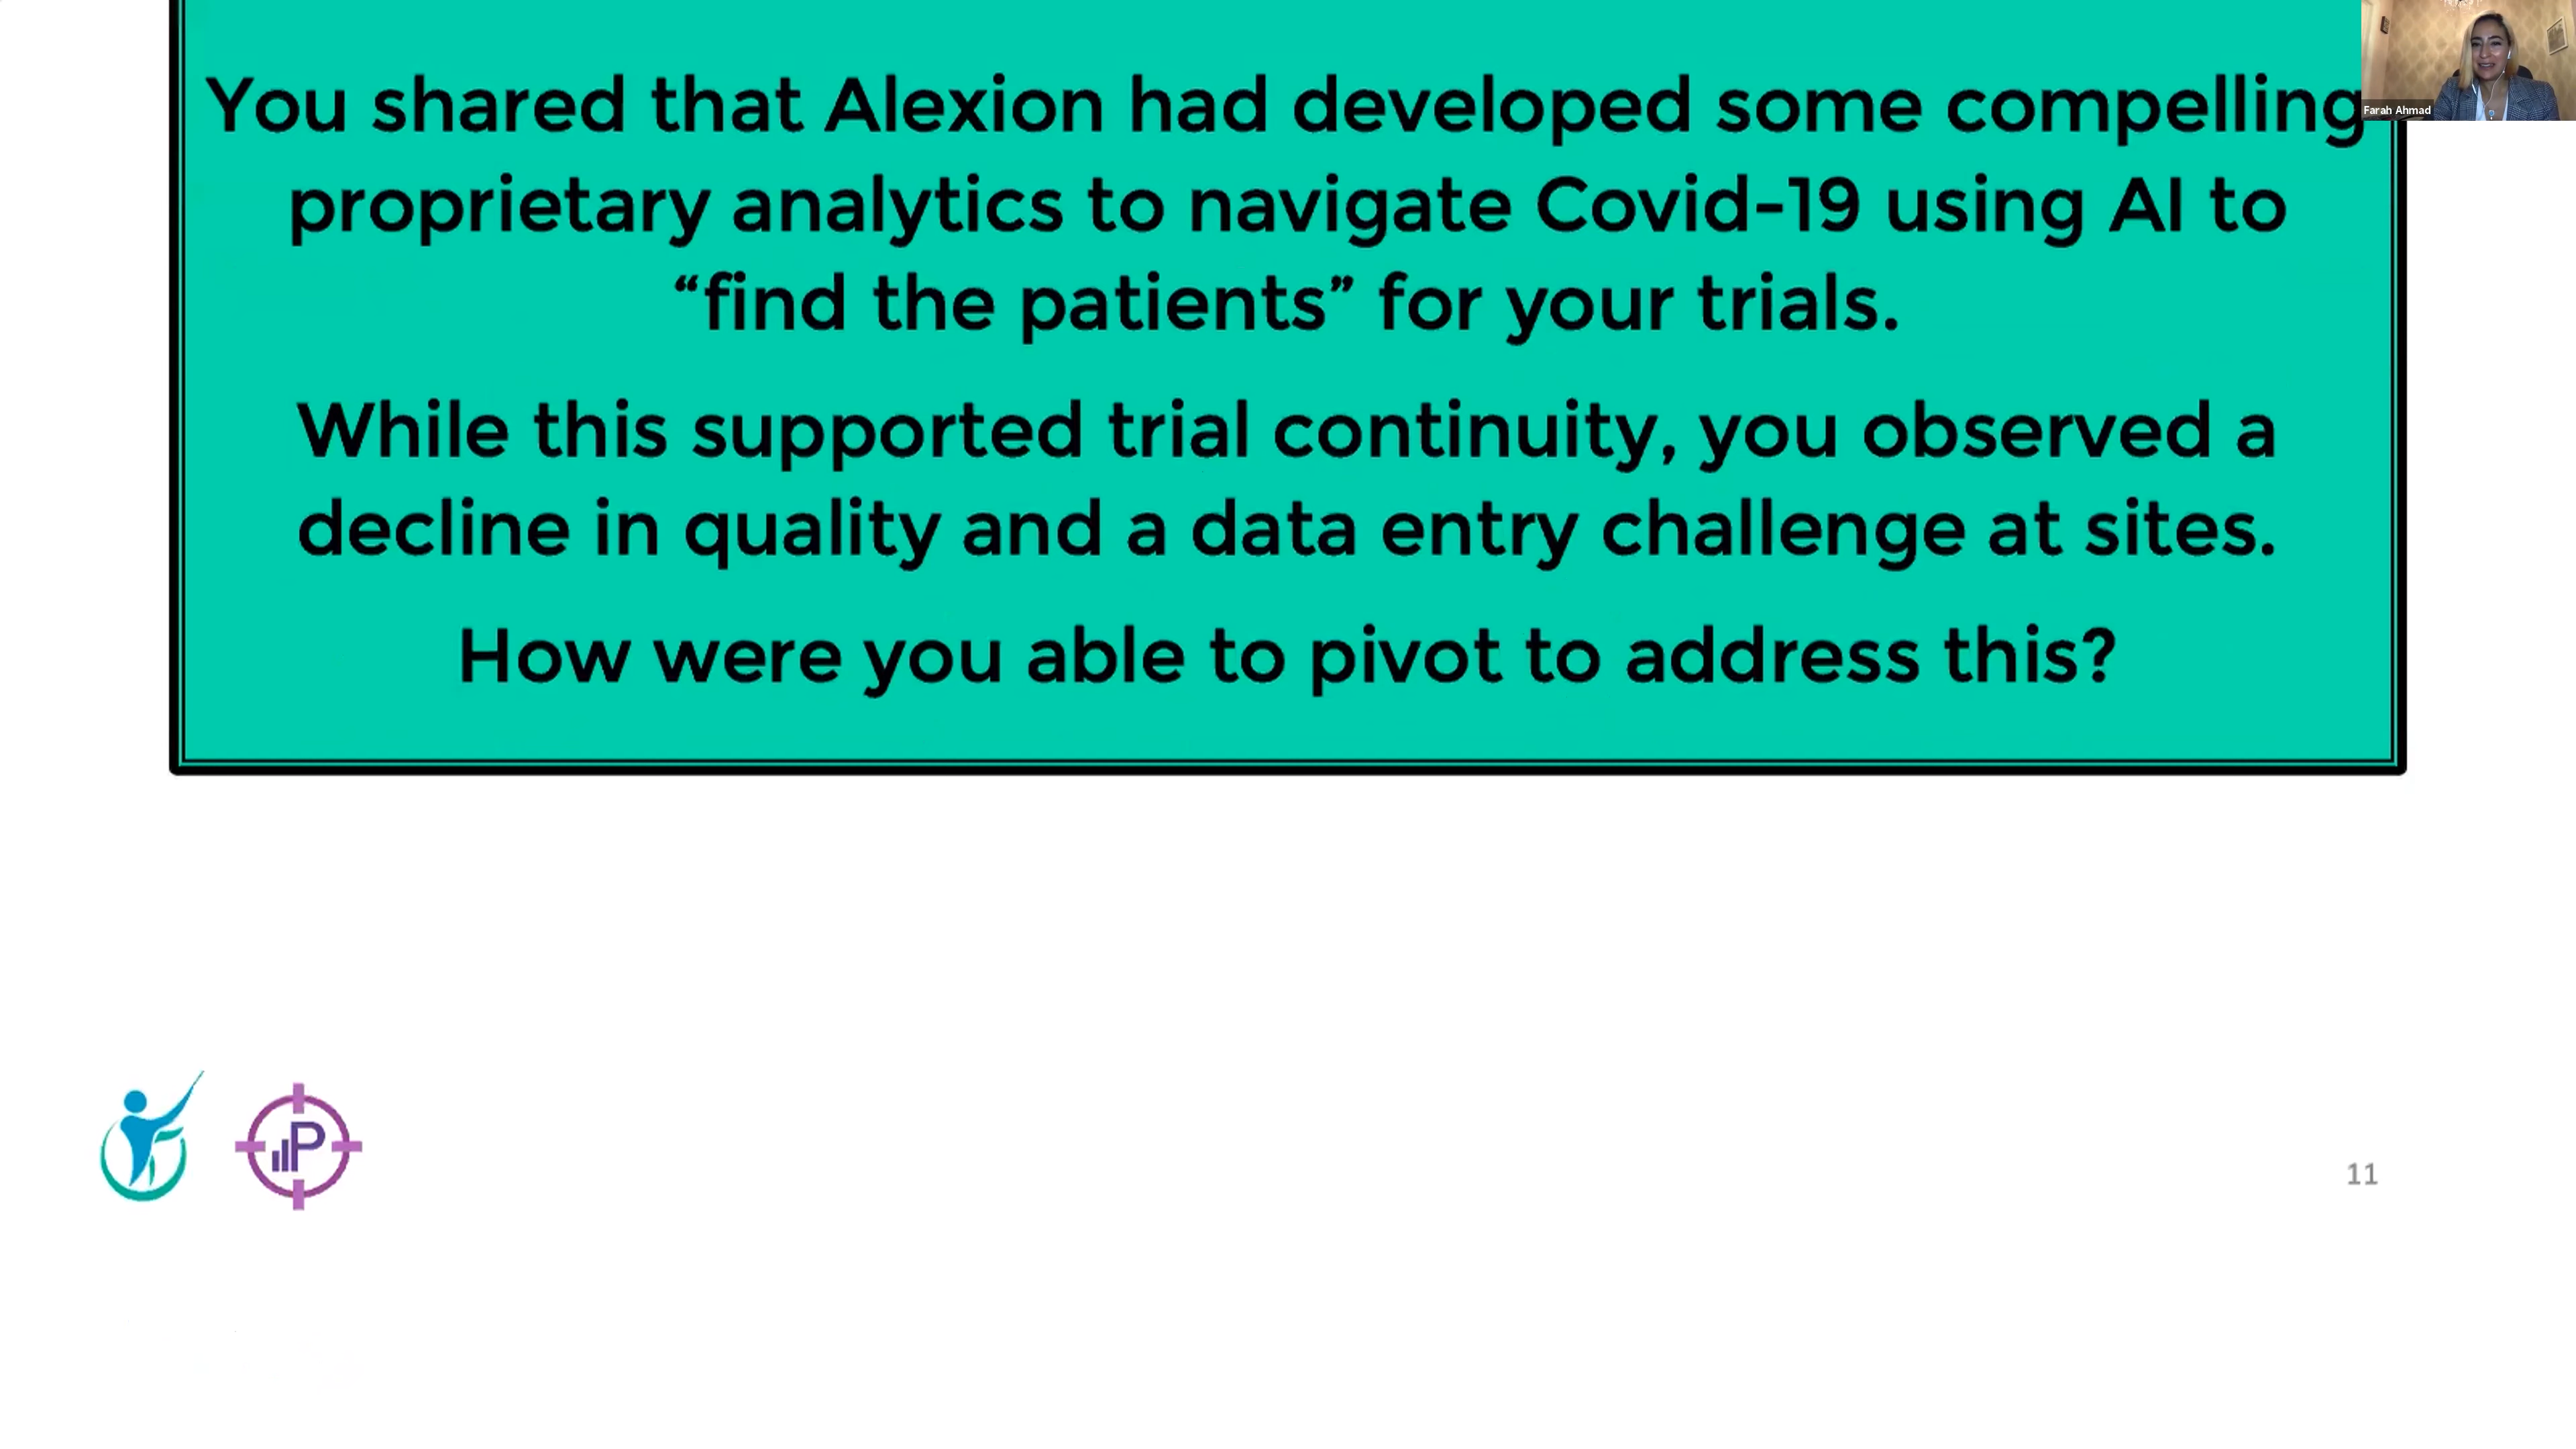 You shared that Alexion had developed some compelling
proprietary analytics to navigate Covid-19 using AI to
“find the patients” for your trials.
While this supported trial continuity, you observed a
decline in quality and a data entry challenge at sites.
How were you able to pivot to address this?
Farah Ahmad
P
11